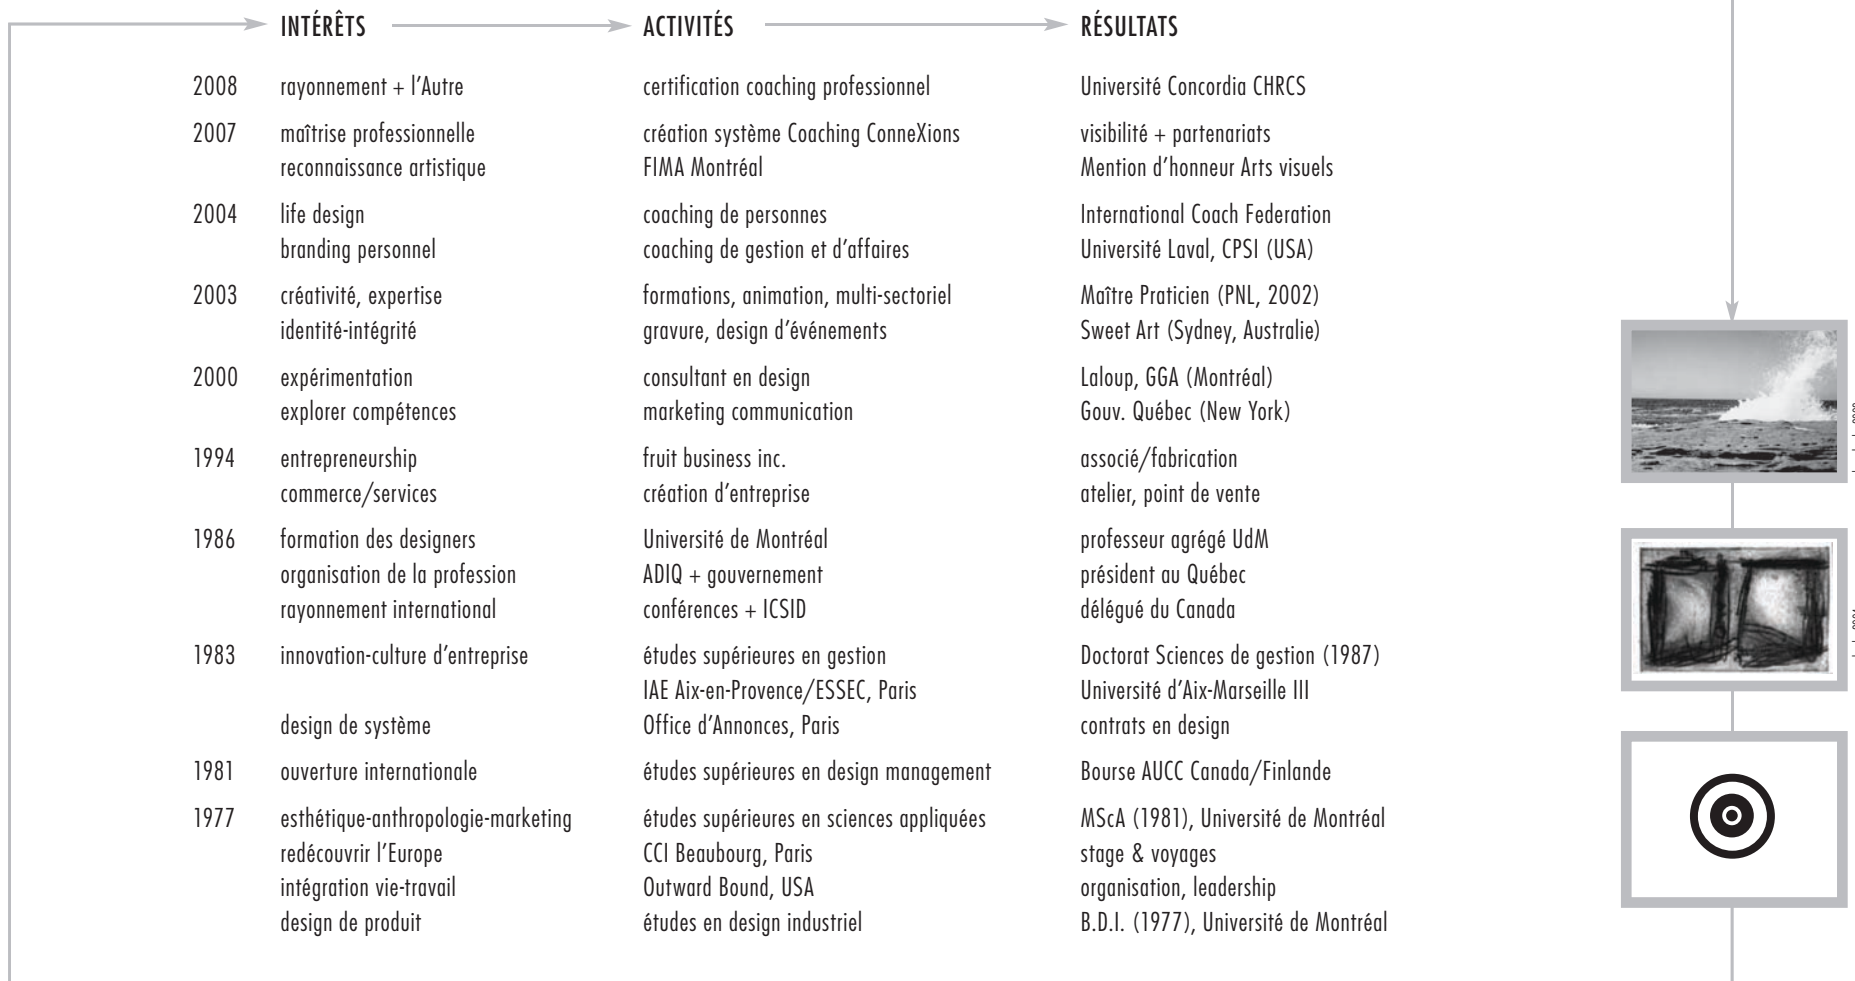 INTÉRÊTS ACTIVITÉS RÉSULTATS
2008 rayonnement + l'Autre certification coaching professionnel Université Concordia CHRCS
2007 maîtrise professionnelle création système Coaching ConneXions visibilité + partenariats
reconnaissance artistique FIMA Montréal Mention d'honneur Arts visuels
2004 life design coaching de personnes International Coach Federation
branding personnel coaching de gestion et d'affaires Université Laval, CPSI (USA)
2003 créativité, expertise formations, animation, multi-sectoriel Maître Praticien (PNL, 2002)
identité-intégrité gravure, design d'événements Sweet Art (Sydney, Australie)
2000 expérimentation consultant en design Laloup, GGA (Montréal)
explorer compétences marketing communication Gouv. Québec (New York)
1994 entrepreneurship fruit business inc. associé/fabrication
commerce/services création d'entreprise atelier, point de vente
1986 formation des designers Université de Montréal professeur agrégé UdM
organisation de la profession ADIQ + gouvernement président au Québec
rayonnement international conférences + ICSID délégué du Canada
1983 innovation-culture d'entreprise études supérieures en gestion Doctorat Sciences de gestion (1987)
IAE Aix-en-Provence/ESSEC, Paris Université d'Aix-Marseille III
design de système Office d'Annonces, Paris contrats en design
1981 ouverture internationale études supérieures en design management Bourse AUCC Canada/Finlande
1977 esthétique-anthropologie-marketing études supérieures en sciences appliquées MScA (1981), Université de Montréal
redécouvrir l'Europe CCI Beaubourg, Paris stage & voyages
intégration vie-travail Outward Bound, USA organisation, leadership
design de produit études en design industriel B.D.I. (1977), Université de Montréal